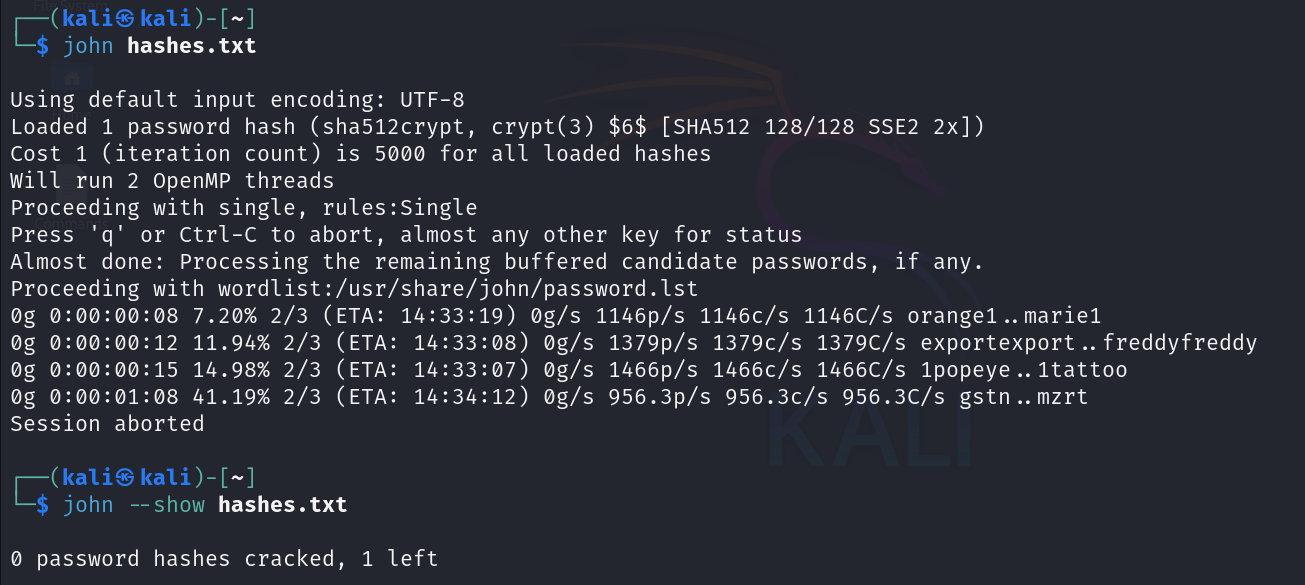 File System
┌──(kali㉿kali)-[~]
└─$ john hashes.txt
Using default input encoding: UTF-8
Loaded 1 password hash (sha512crypt, crypt(3) $6$ [SHA512 128/128 SSE2 2x])
Cost 1 (iteration count) is 5000 for all loaded hashes
Will run 2 OpenMP threads
Proceeding with single, rules:Single
Press 'q' or Ctrl-C to abort, almost any other key for status
Almost done: Processing the remaining buffered candidate passwords, if any.
Proceeding with wordlist:/usr/share/john/password.lst
0g 0:00:00:08 7.20% 2/3 (ETA: 14:33:19) 0g/s 1146p/s 1146c/s 1146C/s orange1..marie1
0g 0:00:00:12 11.94% 2/3 (ETA: 14:33:08) 0g/s 1379p/s 1379c/s 1379C/s exportexport..freddyfreddy
0g 0:00:00:15 14.98% 2/3 (ETA: 14:33:07) 0g/s 1466p/s 1466c/s 1466C/s 1popeye..1tattoo
0g 0:00:01:08 41.19% 2/3 (ETA: 14:34:12) 0g/s 956.3p/s 956.3c/s 956.3C/s gstn..mzrt
Session aborted
KALI
┌──(kali㉿kali)-[~]
└─$ john --show hashes.txt
0 password hashes cracked, 1 left